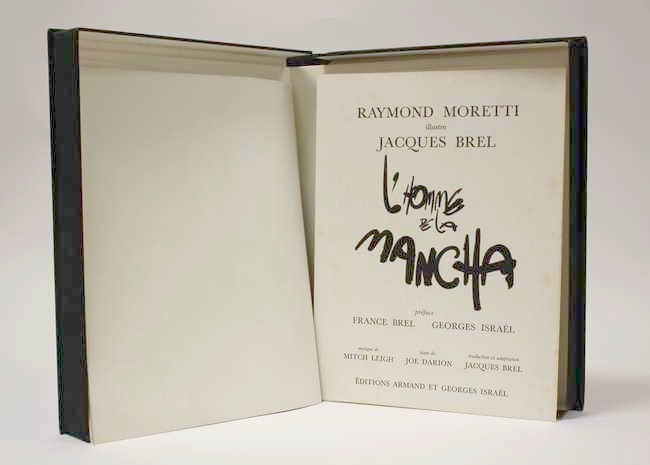 RAYMOND MORETTI
illustre
JACQUES BREL
L'HOMME
DE LA
MANCHA
préface
FRANCE BREL GEORGES ISRAËL
musique de texte de traduction et adaptation
MITCH LEIGH JOE DARION JACQUES BREL
ÉDITIONS ARMAND ET GEORGES ISRAËL